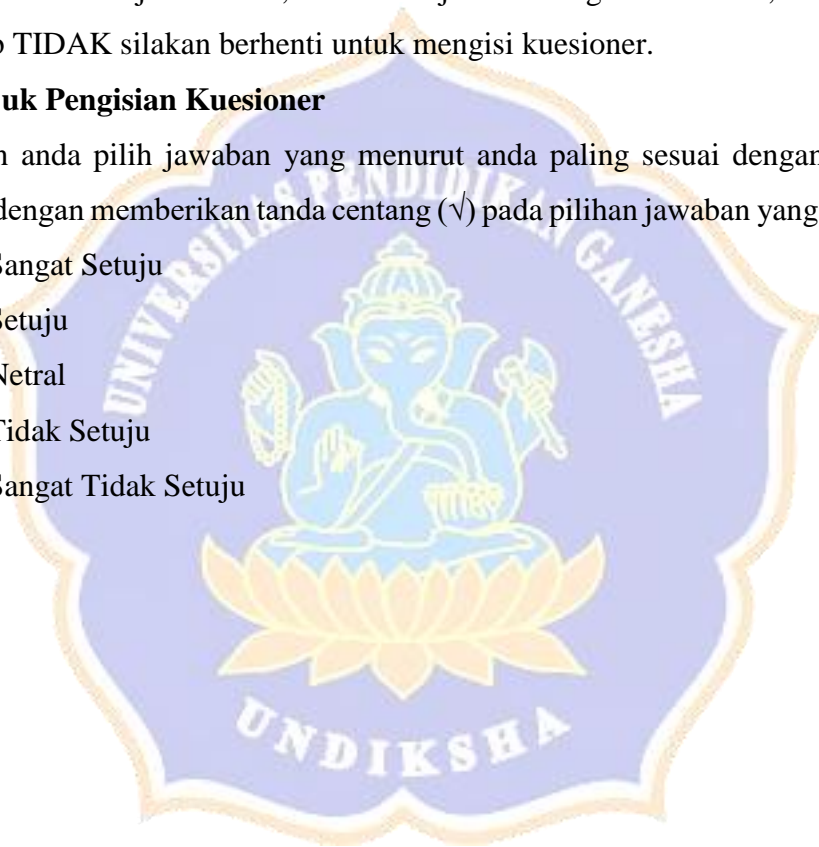 TIDAK silakan berhenti untuk mengisi kuesioner.
uk Pengisian Kuesioner
anda pilih jawaban yang menurut anda paling sesuai dengan
dengan memberikan tanda centang (√) pada pilihan jawaban yang
Sangat Setuju
Setuju
Netral
Tidak Setuju
Sangat Tidak Setuju
UNIVERSITAS PENDIDIKAN GANESHA
UNDIKSHA